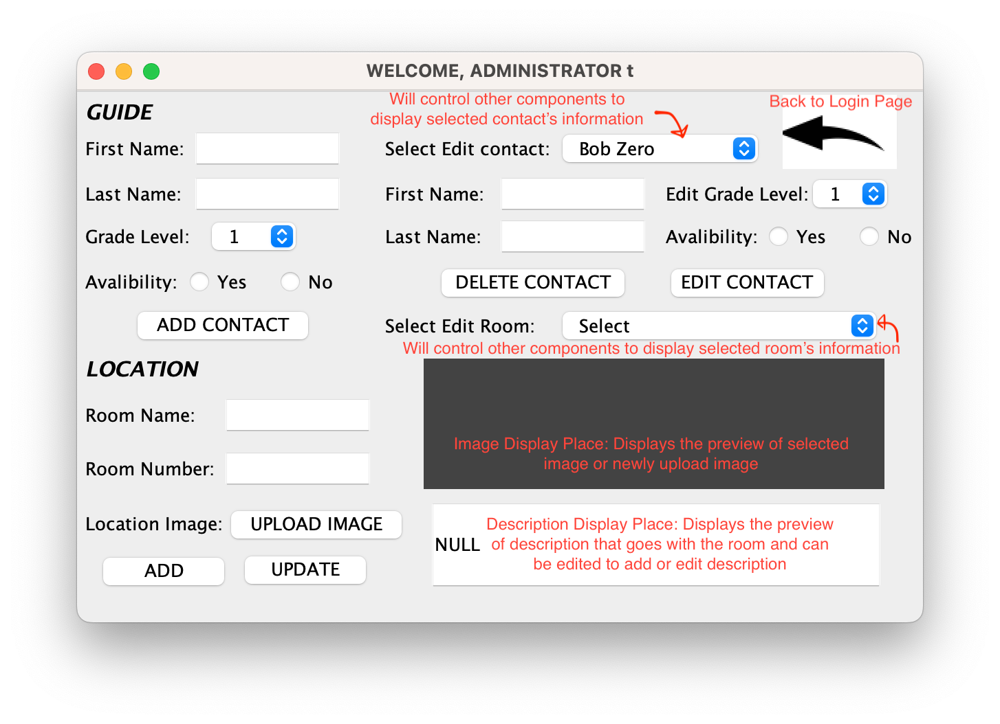 WELCOME, ADMINISTRATOR t
Will control other components to
display selected contact's information
Back to Login Page
GUIDE
First Name:
Select Edit contact: Bob Zero
Last Name:
First Name:
Edit Grade Level: 1
Grade Level: 1
Last Name:
Avalibility: Yes No
Avalibility: Yes No
DELETE CONTACT
EDIT CONTACT
ADD CONTACT
Select Edit Room: Select
Will control other components to display selected room's information
LOCATION
Room Name:
Image Display Place: Displays the preview of selected
image or newly upload image
Room Number:
Location Image: UPLOAD IMAGE
ADD
UPDATE
NULL
Description Display Place: Displays the preview
of description that goes with the room and can
be edited to add or edit description